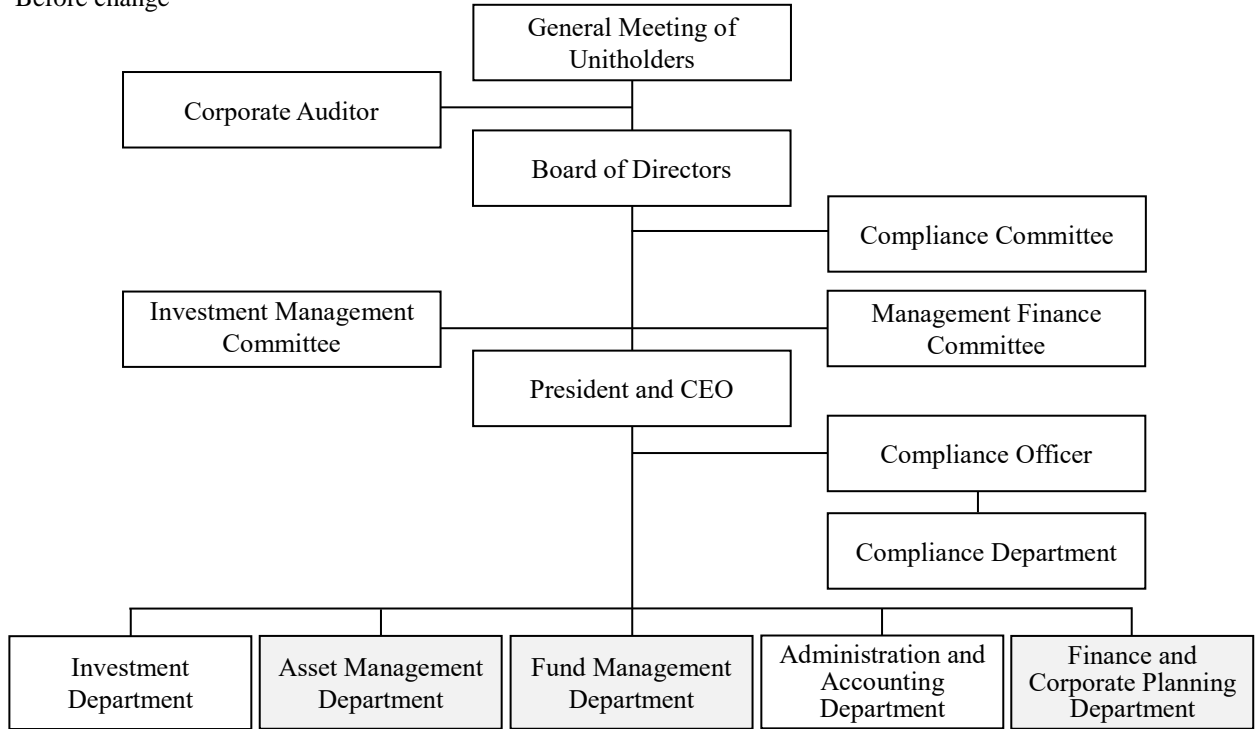 Before change
General Meeting of
Unitholders
Corporate Auditor
Board of Directors
Compliance Committee
Investment Management
Committee
Management Finance
Committee
President and CEO
Compliance Officer
Compliance Department
Investment
Department
Asset Management
Department
Fund Management
Department
Administration and
Accounting
Department
Finance and
Corporate Planning
Department